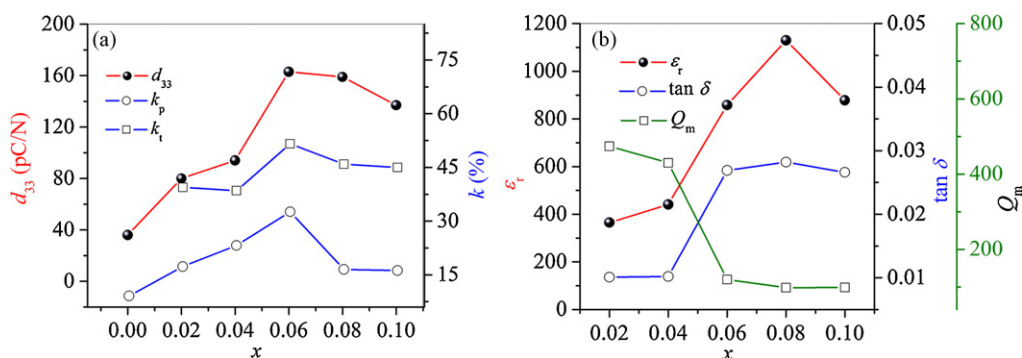 (a)
200
160
120
80
40
0
d33 (pC/N)
d33
kp
kt
75
60
45
30
15
k (%)
0.00 0.02 0.04 0.06 0.08 0.10
x
(b)
1200
1000
800
600
400
200
0
εr
εr
tan δ
Qm
0.05
0.04
0.03
0.02
0.01
0.00
tan δ
800
600
400
200
Qm
0.02 0.04 0.06 0.08 0.10
x